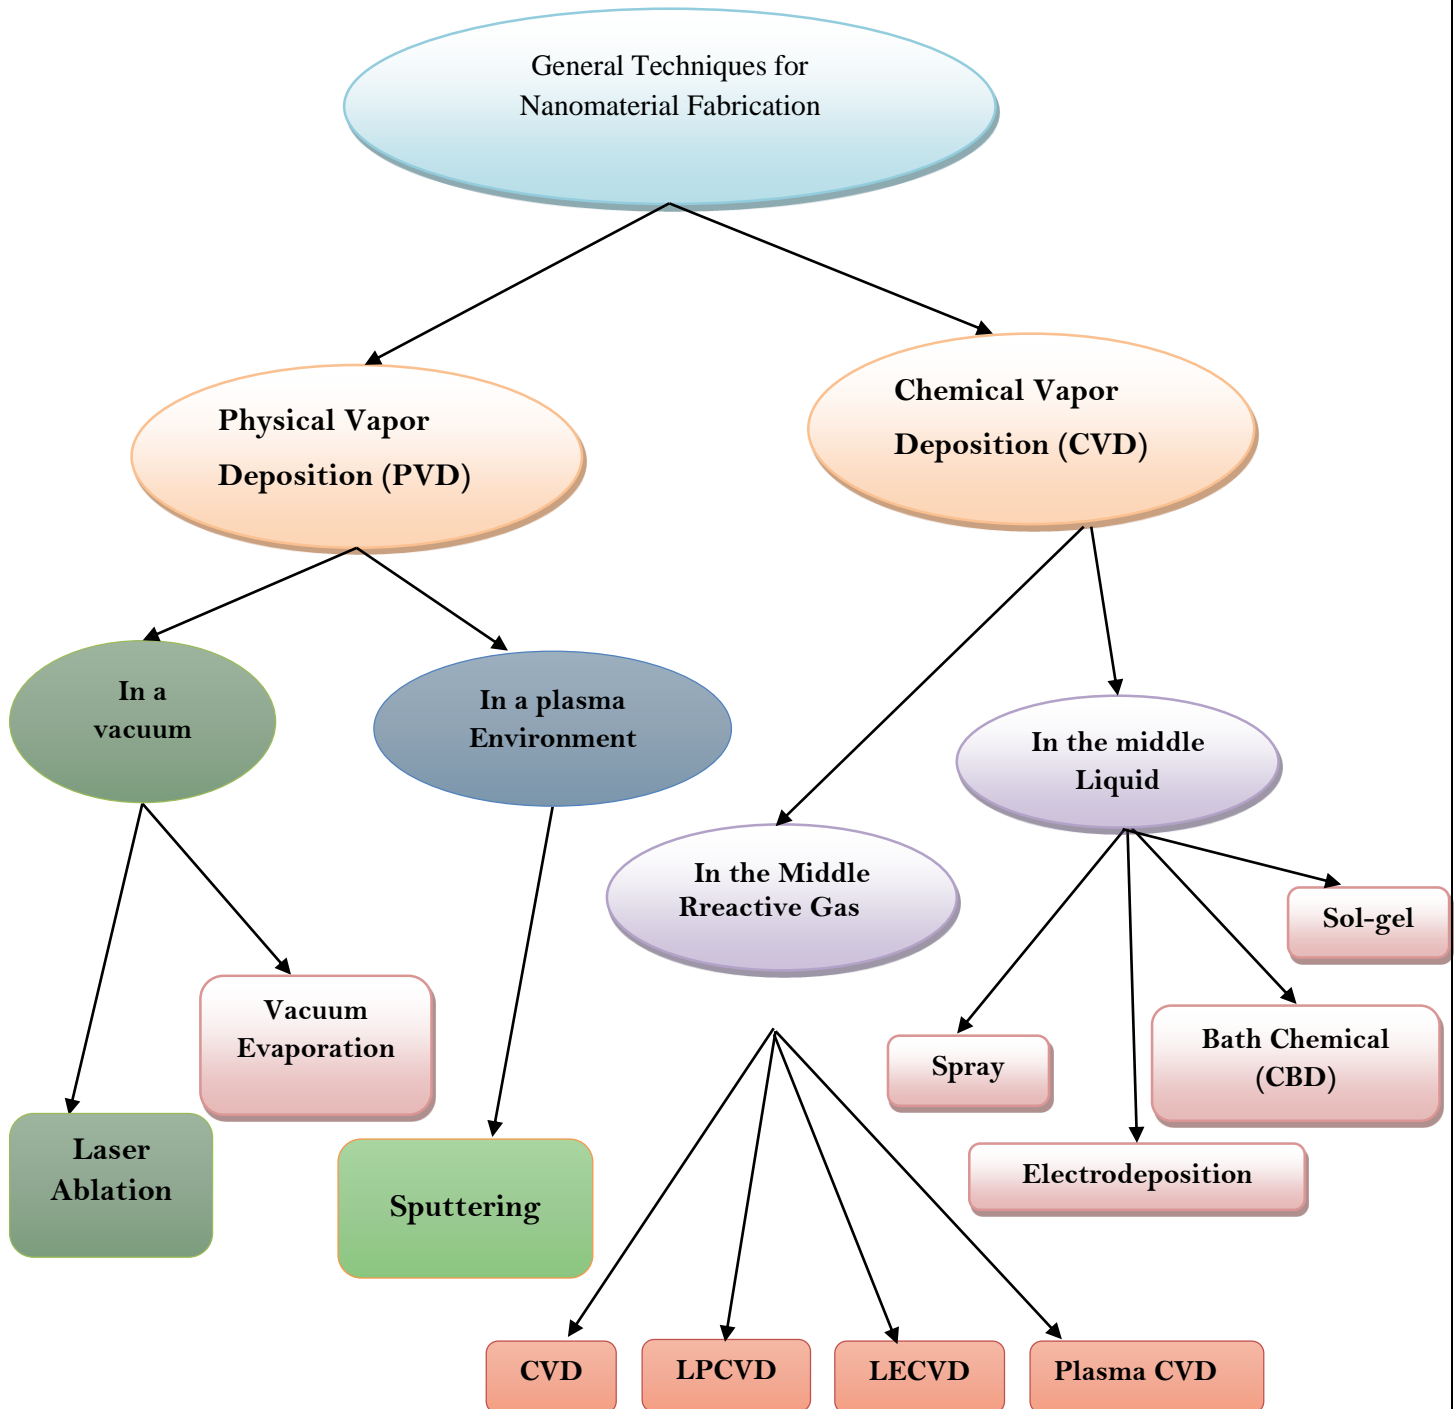 General Techniques for
Nanomaterial Fabrication
Physical Vapor
Deposition (PVD)
Chemical Vapor
Deposition (CVD)
In a
vacuum
In a plasma
Environment
In the middle
Liquid
In the Middle
Rreactive Gas
Sol-gel
Vacuum
Evaporation
Spray
Bath Chemical
(CBD)
Laser
Ablation
Sputtering
Electrodeposition
CVD
LPCVD
LECVD
Plasma CVD